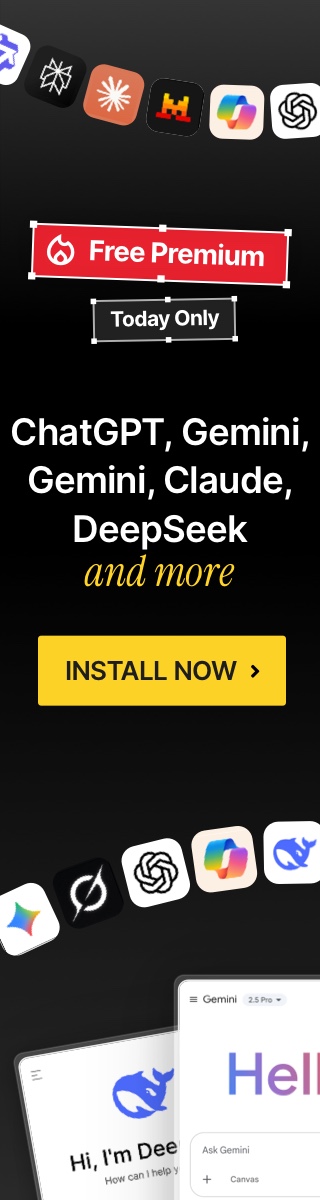 Free Premium
Today Only
ChatGPT, Gemini,
Gemini, Claude,
DeepSeek
and more
INSTALL NOW
Gemini 2.5 Pro
Hell
Hi, I'm Dee
How can I help y
Ask Gemini
+ Canvas